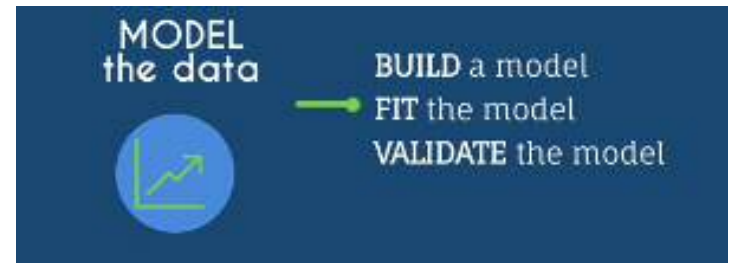 MODEL
the data
BUILD a model
FIT the model
VALIDATE the model